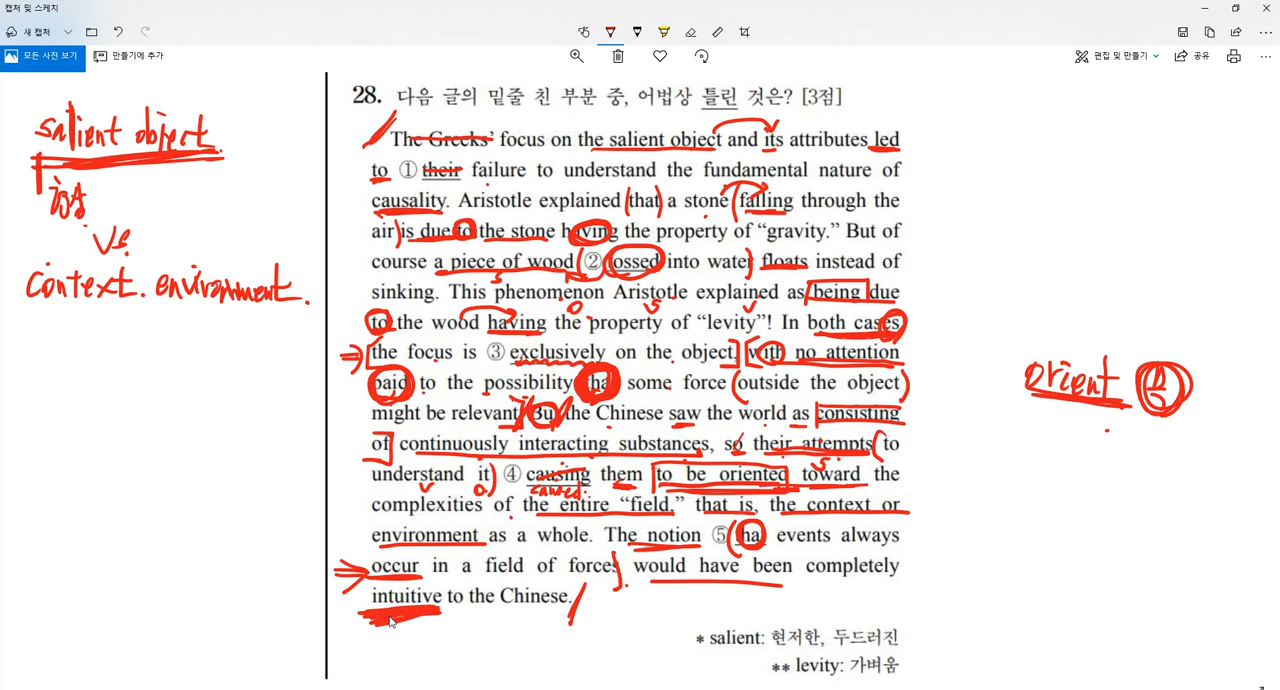 캡처 및 스케치
새 캡처
모든 사진 보기 만들기에 추가 편집 및 만들기 공유
salient object
vs
context. environment.
28. 다음 글의 밑줄 친 부분 중, 어법상 틀린 것은? [3점]
The Greeks' focus on the salient object and its attributes led
to ① their failure to understand the fundamental nature of
causality. Aristotle explained that a stone falling through the
air is due to the stone having the property of “gravity.” But of
course a piece of wood ② tossed into water floats instead of
sinking. This phenomenon Aristotle explained as being due
to the wood having the property of “levity”! In both cases
the focus is ③ exclusively on the object, with no attention
paid to the possibility that some force outside the object
might be relevant. But the Chinese saw the world as consisting
of continuously interacting substances, so their attempts to
understand it ④ causing them to be oriented toward the
caused
complexities of the entire “field,” that is, the context or
environment as a whole. The notion ⑤ that events always
occur in a field of forces would have been completely
intuitive to the Chinese.
* salient: 현저한, 두드러진
** levity: 가벼움
orient
S
O
S
V
S
V
O